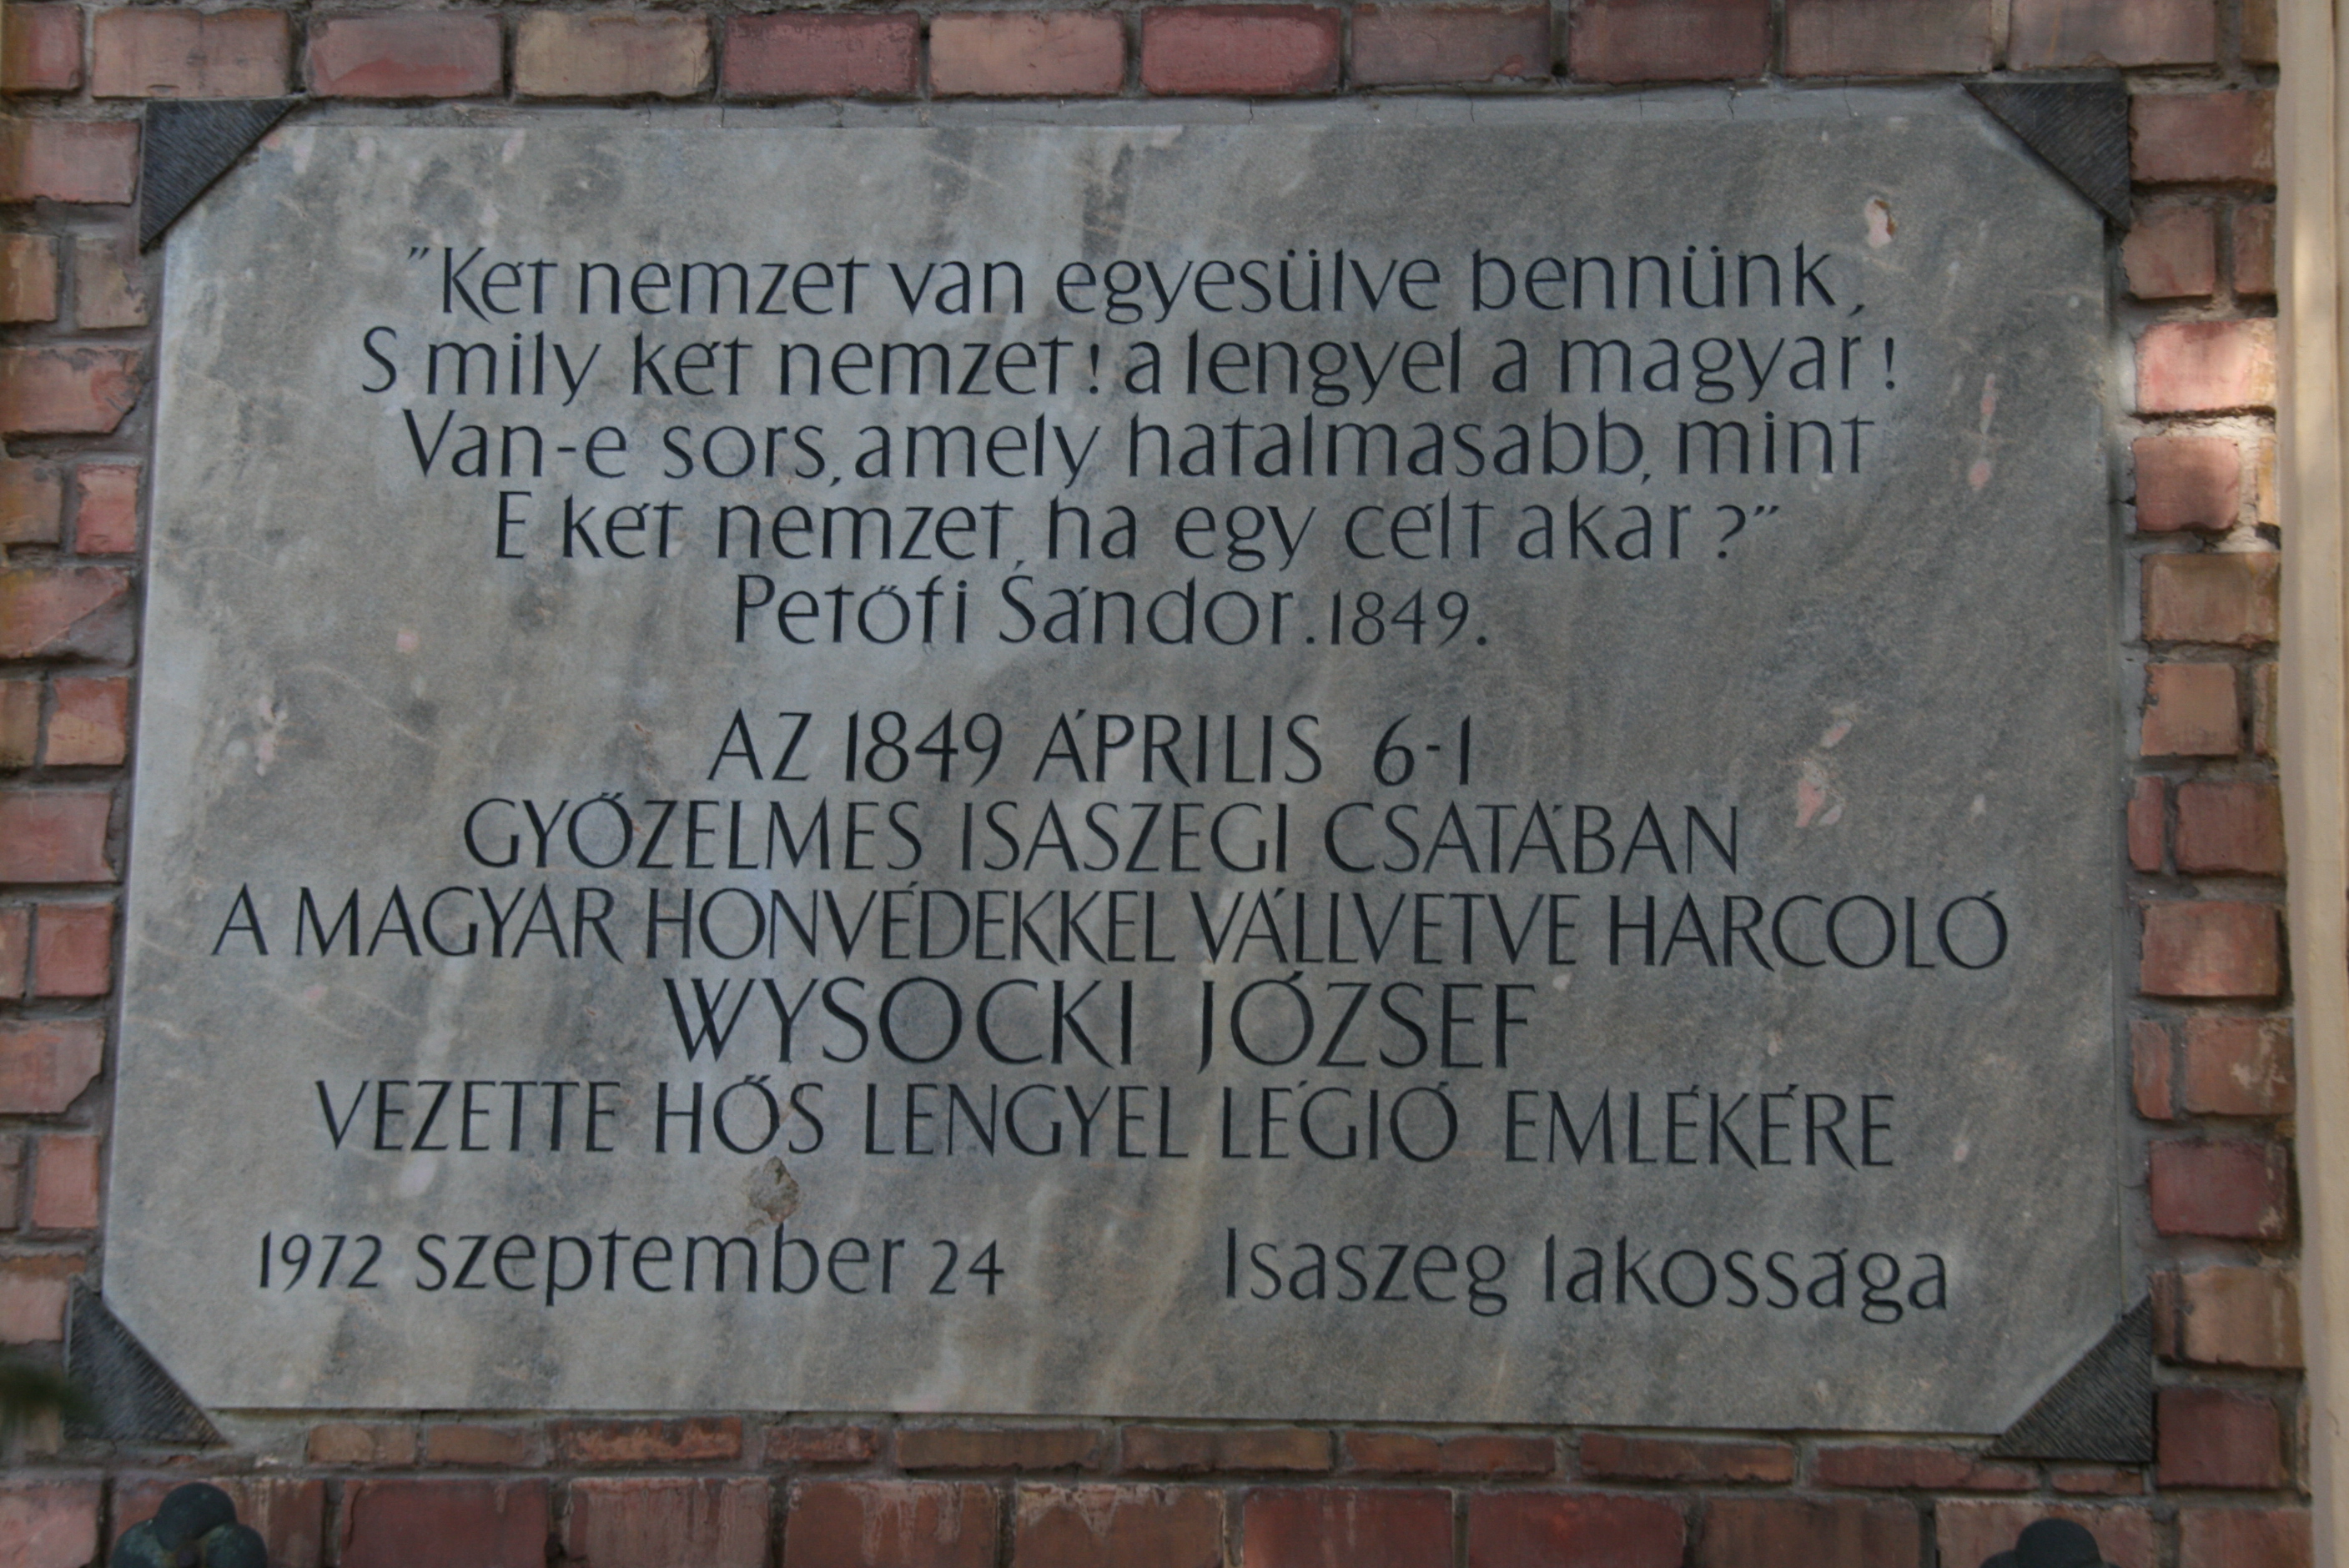 "Két nemzet van egyesülve bennünk,
S mily két nemzet! a lengyel a magyar!
Van-e sors, amely hatalmasabb, mint
E két nemzet, ha egy célt akar?"
Petőfi Sándor. 1849.
AZ 1849 ÁPRILIS 6-I
GYŐZELMES ISASZEGI CSATÁBAN
A MAGYAR HONVÉDEKKEL VÁLLVETVE HARCOLÓ
WYSOCKI JÓZSEF
VEZETTE HŐS LENGYEL LÉGIÓ EMLÉKÉRE
1972 szeptember 24 Isaszeg lakossága